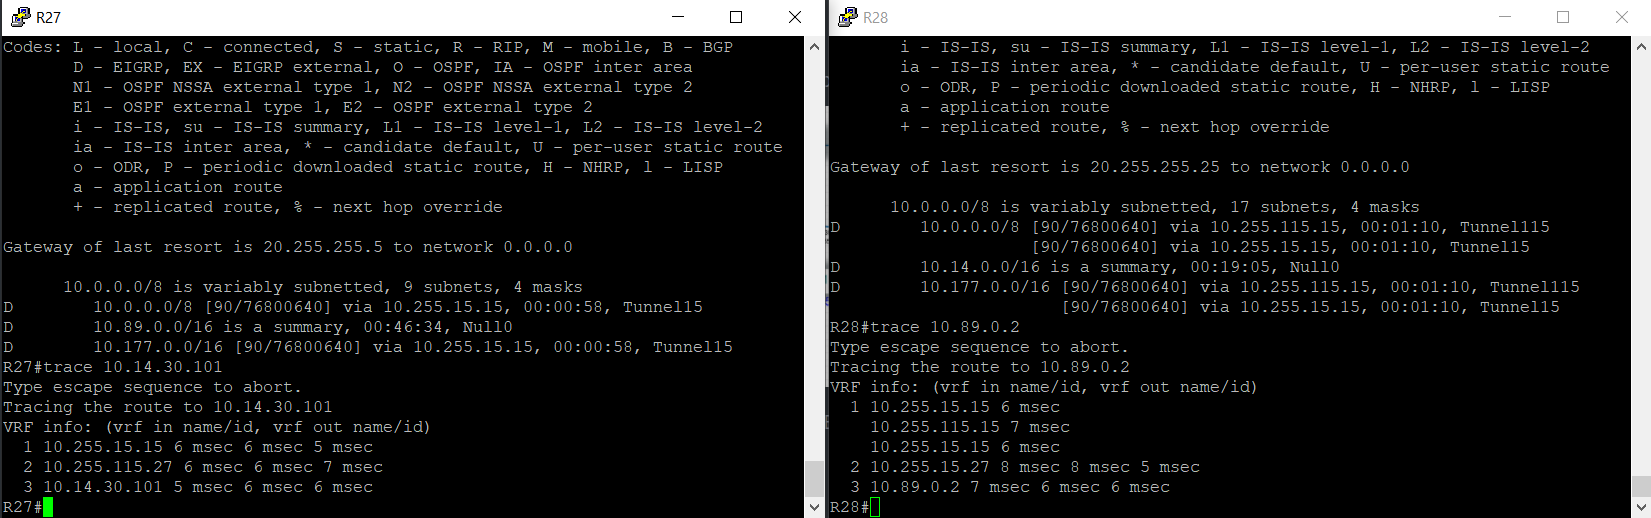 R27
Codes: L - local, C - connected, S - static, R - RIP, M - mobile, B - BGP
D - EIGRP, EX - EIGRP external, O - OSPF, IA - OSPF inter area
N1 - OSPF NSSA external type 1, N2 - OSPF NSSA external type 2
E1 - OSPF external type 1, E2 - OSPF external type 2
i - IS-IS, su - IS-IS summary, L1 - IS-IS level-1, L2 - IS-IS level-2
ia - IS-IS inter area, * - candidate default, U - per-user static route
o - ODR, P - periodic downloaded static route, H - NHRP, l - LISP
a - application route
+ - replicated route, % - next hop override
Gateway of last resort is 20.255.255.5 to network 0.0.0.0
10.0.0.0/8 is variably subnetted, 9 subnets, 4 masks
D 10.0.0.0/8 [90/76800640] via 10.255.15.15, 00:00:58, Tunnel15
D 10.89.0.0/16 is a summary, 00:46:34, Null0
D 10.177.0.0/16 [90/76800640] via 10.255.15.15, 00:00:58, Tunnel15
R27#trace 10.14.30.101
Type escape sequence to abort.
Tracing the route to 10.14.30.101
VRF info: (vrf in name/id, vrf out name/id)
1 10.255.15.15 6 msec 6 msec 5 msec
2 10.255.115.27 6 msec 6 msec 7 msec
3 10.14.30.101 5 msec 6 msec 6 msec
R27#
R28
i - IS-IS, su - IS-IS summary, L1 - IS-IS level-1, L2 - IS-IS level-2
ia - IS-IS inter area, * - candidate default, U - per-user static route
o - ODR, P - periodic downloaded static route, H - NHRP, l - LISP
a - application route
+ - replicated route, % - next hop override
Gateway of last resort is 20.255.255.25 to network 0.0.0.0
10.0.0.0/8 is variably subnetted, 17 subnets, 4 masks
D 10.0.0.0/8 [90/76800640] via 10.255.115.15, 00:01:10, Tunnel115
[90/76800640] via 10.255.15.15, 00:01:10, Tunnel15
D 10.14.0.0/16 is a summary, 00:19:05, Null0
D 10.177.0.0/16 [90/76800640] via 10.255.115.15, 00:01:10, Tunnel115
[90/76800640] via 10.255.15.15, 00:01:10, Tunnel15
R28#trace 10.89.0.2
Type escape sequence to abort.
Tracing the route to 10.89.0.2
VRF info: (vrf in name/id, vrf out name/id)
1 10.255.15.15 6 msec
10.255.115.15 7 msec
10.255.15.15 6 msec
2 10.255.15.27 8 msec 8 msec 5 msec
3 10.89.0.2 7 msec 6 msec 6 msec
R28#